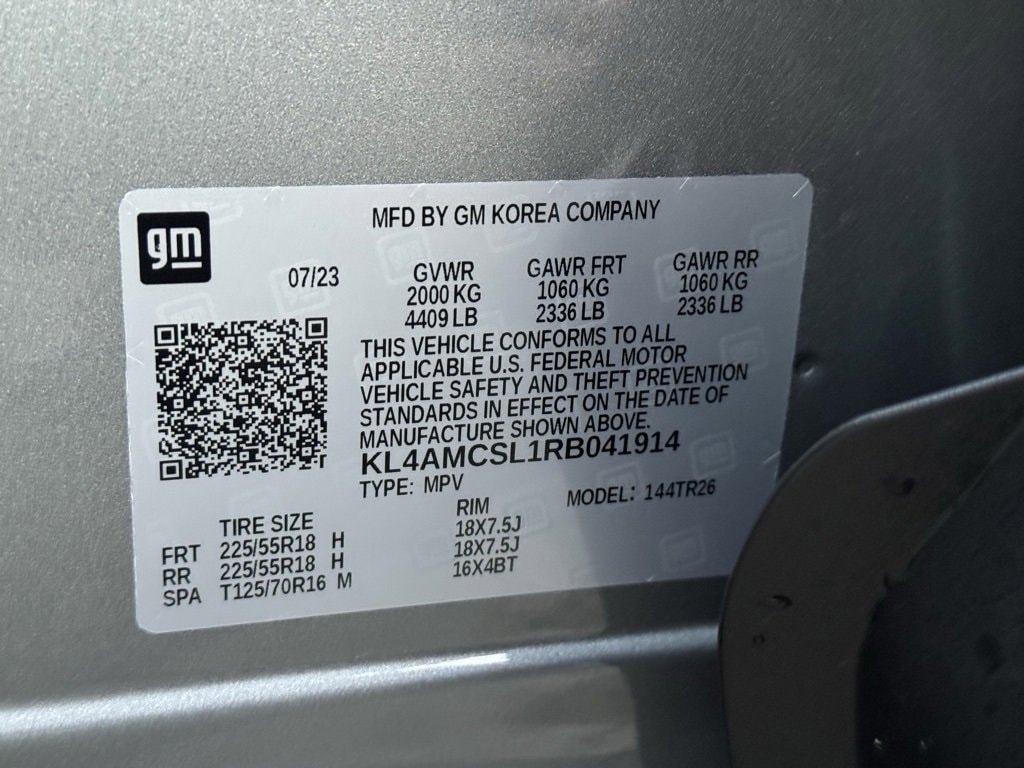 gm
MFD BY GM KOREA COMPANY
07/23
GVWR GAWR FRT GAWR RR
2000 KG 1060 KG 1060 KG
4409 LB 2336 LB 2336 LB
THIS VEHICLE CONFORMS TO ALL
APPLICABLE U.S. FEDERAL MOTOR
VEHICLE SAFETY AND THEFT PREVENTION
STANDARDS IN EFFECT ON THE DATE OF
MANUFACTURE SHOWN ABOVE.
KL4AMCSL1RB041914
TYPE: MPV MODEL: 144TR26
TIRE SIZE RIM
FRT 225/55R18 H 18X7.5J
RR 225/55R18 H 18X7.5J
SPA T125/70R16 M 16X4BT